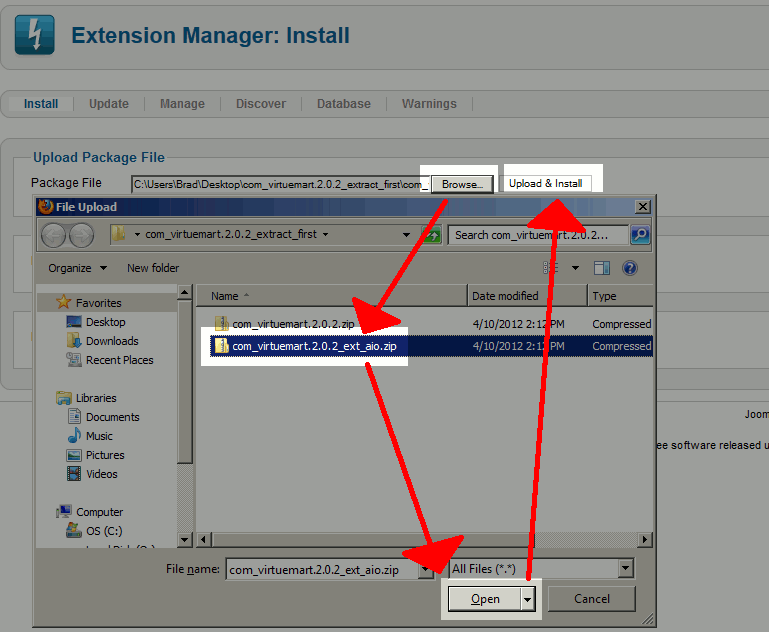 Extension Manager: Install
Install Update Manage Discover Database Warnings
Upload Package File
Package File C:\Users\Brad\Desktop\com_virtuemart.2.0.2_extract_first\com_ Browse... Upload & Install
File Upload
com_virtuemart.2.0.2_extract_first Search com_virtuemart.2.0.2...
Organize New folder
Name Date modified Type
Favorites
Desktop
Downloads
Recent Places
Libraries
Documents
Music
Pictures
Videos
Computer
OS (C:)
com_virtuemart.2.0.2.zip 4/10/2012 2:12 PM Compressed
com_virtuemart.2.0.2_ext_aio.zip 4/10/2012 2:12 PM Compressed
Joom
ee software released u
File name: com_virtuemart.2.0.2_ext_aio.zip All Files (*.*)
Open Cancel